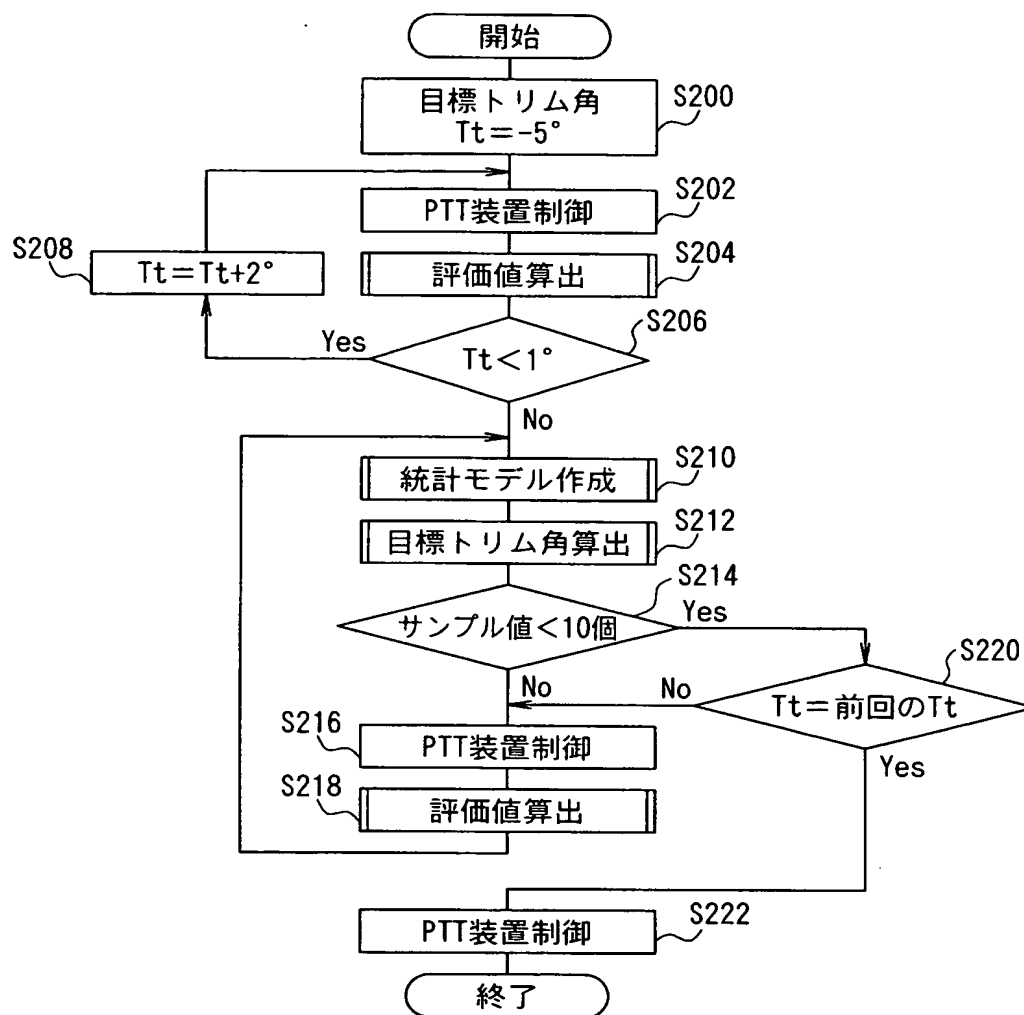 開始
目標トリム角
Tt=-5°
S200
PTT装置制御
S202
S208
Tt=Tt+2°
評価値算出
S204
S206
Yes
Tt<1°
No
統計モデル作成
S210
目標トリム角算出
S212
S214
サンプル値<10個
Yes
S220
No
No
Tt=前回のTt
S216
PTT装置制御
Yes
S218
評価値算出
PTT装置制御
S222
終了